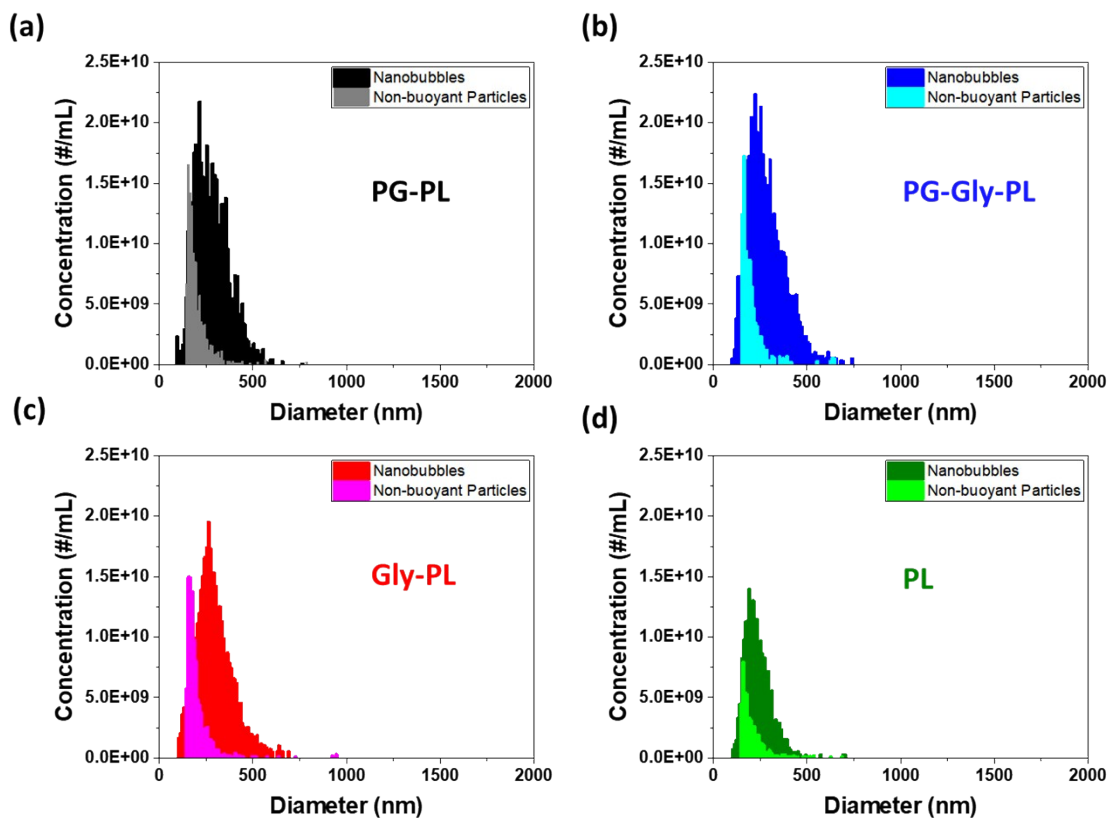 (a)
2.5E+10
2.0E+10
1.5E+10
1.0E+10
5.0E+09
0.0E+00
Concentration (#/mL)
Nanobubbles
Non-buoyant Particles
PG-PL
0 500 1000 1500 2000
Diameter (nm)
(b)
2.5E+10
2.0E+10
1.5E+10
1.0E+10
5.0E+09
0.0E+00
Concentration (#/mL)
Nanobubbles
Non-buoyant Particles
PG-Gly-PL
0 500 1000 1500 2000
Diameter (nm)
(c)
2.5E+10
2.0E+10
1.5E+10
1.0E+10
5.0E+09
0.0E+00
Concentration (#/mL)
Nanobubbles
Non-buoyant Particles
Gly-PL
0 500 1000 1500 2000
Diameter (nm)
(d)
2.5E+10
2.0E+10
1.5E+10
1.0E+10
5.0E+09
0.0E+00
Concentration (#/mL)
Nanobubbles
Non-buoyant Particles
PL
0 500 1000 1500 2000
Diameter (nm)